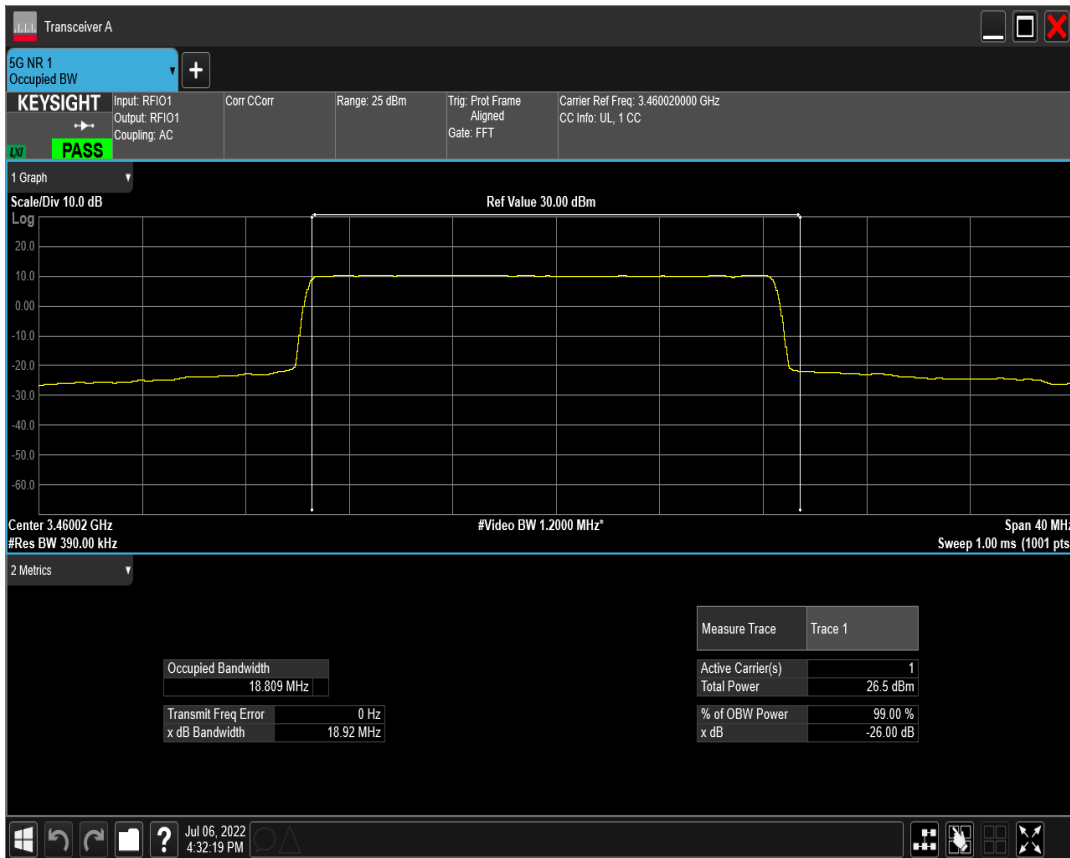 Transceiver A
5G NR 1
Occupied BW
KEYSIGHT
Input: RFIO1
Output: RFIO1
Coupling: AC
Corr CCorr
Range: 25 dBm
Trig: Prot Frame
Aligned
Gate: FFT
Carrier Ref Freq: 3.460020000 GHz
CC Info: UL, 1 CC
LXI
PASS
1 Graph
Scale/Div 10.0 dB
Ref Value 30.00 dBm
Log
20.0
10.0
0.00
-10.0
-20.0
-30.0
-40.0
-50.0
-60.0
Center 3.46002 GHz
#Video BW 1.2000 MHz*
Span 40 MHz
#Res BW 390.00 kHz
Sweep 1.00 ms (1001 pts
2 Metrics
Measure Trace Trace 1
Occupied Bandwidth
18.809 MHz
Active Carrier(s) 1
Total Power 26.5 dBm
Transmit Freq Error 0 Hz
x dB Bandwidth 18.92 MHz
% of OBW Power 99.00 %
x dB -26.00 dB
?
Jul 06, 2022
4:32:19 PM